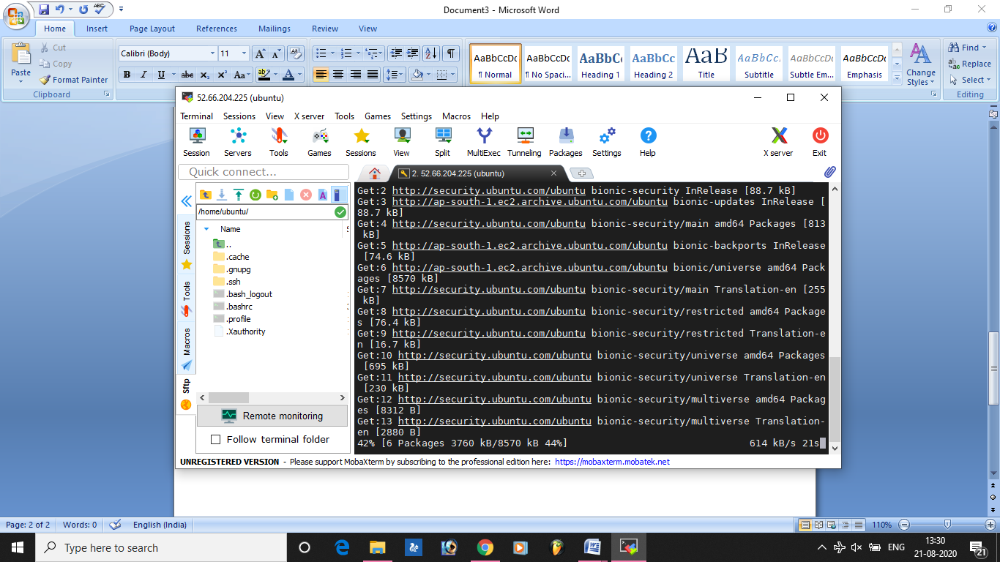 Document3 - Microsoft Word
Home Insert Page Layout References Mailings Review View
Paste
Cut
Copy
Format Painter
Clipboard
Calibri (Body) 11
B I U abc x₂ x² Aa
AaBbCcDc AaBbCcDc AaBbC AaBbCc AaB AaBbCc. AaBbCcDc AaBbCcDc
¶ Normal ¶ No Spaci... Heading 1 Heading 2 Title Subtitle Subtle Em... Emphasis
Change Styles
Find
Replace
Select
Editing
52.66.204.225 (ubuntu)
Terminal Sessions View X server Tools Games Settings Macros Help
Session Servers Tools Games Sessions View Split MultiExec Tunneling Packages Settings Help X server Exit
Quick connect...
2. 52.66.204.225 (ubuntu)
Sessions
Tools
Macros
Sftp
/home/ubuntu/
Name
..
.cache
.gnupg
.ssh
.bash_logout
.bashrc
.profile
.Xauthority
Remote monitoring
Follow terminal folder
Get:2 http://security.ubuntu.com/ubuntu bionic-security InRelease [88.7 kB]
Get:3 http://ap-south-1.ec2.archive.ubuntu.com/ubuntu bionic-updates InRelease [
88.7 kB]
Get:4 http://security.ubuntu.com/ubuntu bionic-security/main amd64 Packages [813
kB]
Get:5 http://ap-south-1.ec2.archive.ubuntu.com/ubuntu bionic-backports InRelease
[74.6 kB]
Get:6 http://ap-south-1.ec2.archive.ubuntu.com/ubuntu bionic/universe amd64 Pack
ages [8570 kB]
Get:7 http://security.ubuntu.com/ubuntu bionic-security/main Translation-en [255
kB]
Get:8 http://security.ubuntu.com/ubuntu bionic-security/restricted amd64 Package
s [76.4 kB]
Get:9 http://security.ubuntu.com/ubuntu bionic-security/restricted Translation-e
n [16.7 kB]
Get:10 http://security.ubuntu.com/ubuntu bionic-security/universe amd64 Packages
[695 kB]
Get:11 http://security.ubuntu.com/ubuntu bionic-security/universe Translation-en
[230 kB]
Get:12 http://security.ubuntu.com/ubuntu bionic-security/multiverse amd64 Packag
es [8312 B]
Get:13 http://security.ubuntu.com/ubuntu bionic-security/multiverse Translation-
en [2880 B]
42% [6 Packages 3760 kB/8570 kB 44%] 614 kB/s 21s
UNREGISTERED VERSION - Please support MobaXterm by subscribing to the professional edition here: https://mobaxterm.mobatek.net
Page: 2 of 2 Words: 0 English (India) 110%
Type here to search
ENG
13:30
21-08-2020
21